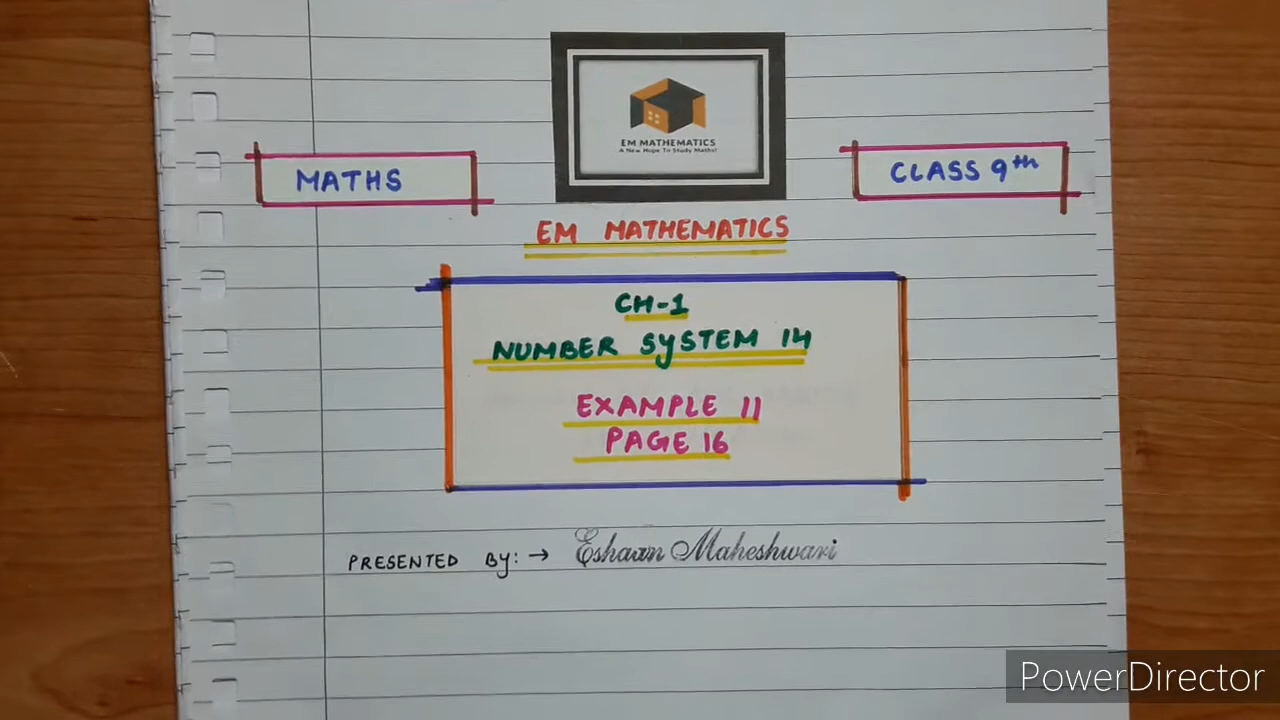 EM MATHEMATICS
A New Hope To Study Maths!
MATHS
CLASS 9th
EM MATHEMATICS
CH-1
NUMBER SYSTEM 14
EXAMPLE 11
PAGE 16
PRESENTED By: → Eshaan Maheshwari
PowerDirector